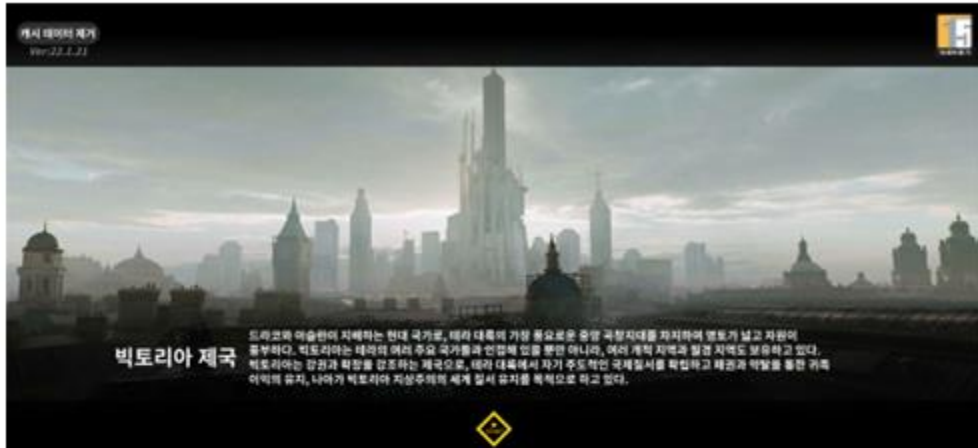 캐시 데이터 제거
Ver:22.1.21
빅토리아 제국
드라코와 아슬란이 지배하는 현대 국가로, 테라 대륙의 가장 풍요로운 중앙 곡창지대를 차지하여 영토가 넓고 자원이
풍부하다. 빅토리아는 테라의 여러 주요 국가들과 인접해 있을 뿐만 아니라, 여러 개척 지역과 월경 지역도 보유하고 있다.
빅토리아는 강권과 확장을 강조하는 제국으로, 테라 대륙에서 자기 주도적인 국제질서를 확립하고 패권과 약탈을 통한 귀족
이익의 유지, 나아가 빅토리아 지상주의의 세계 질서 유지를 목적으로 하고 있다.